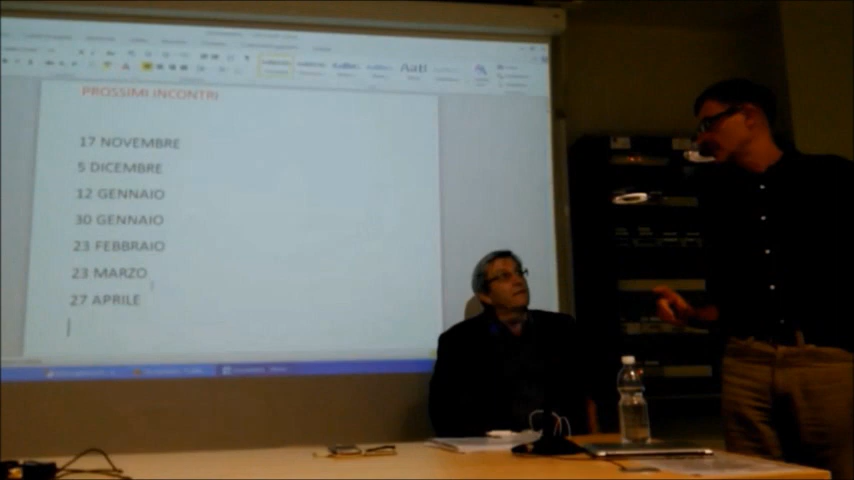 PROSSIMI INCONTRI
17 NOVEMBRE
5 DICEMBRE
12 GENNAIO
30 GENNAIO
23 FEBBRAIO
23 MARZO
27 APRILE